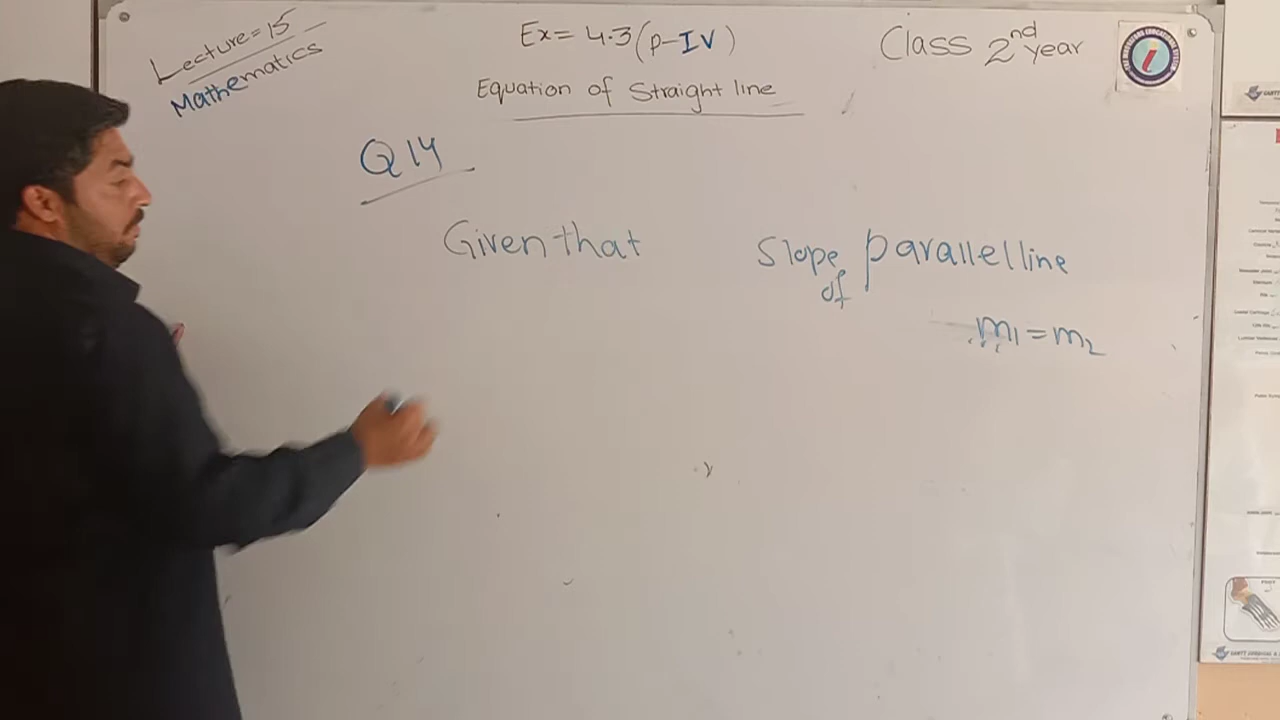 Lecture=15
Mathematics
Ex= 4.3 (P-IV)
Class 2nd year
Equation of Straight line
Q14
Given that
Slope of parallel line
m1 = m2